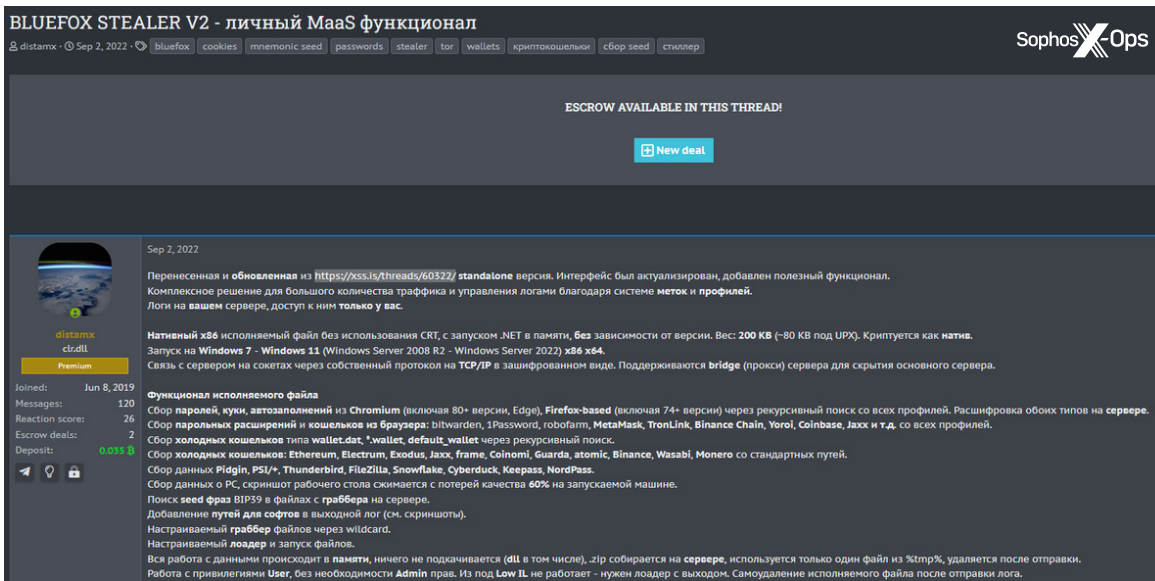 BLUEFOX STEALER V2 - личный MaaS функционал
distamx · Sep 2, 2022 · bluefox cookies mnemonic seed passwords stealer tor wallets криптокошельки сбор seed стиллер
Sophos X-Ops
ESCROW AVAILABLE IN THIS THREAD!
New deal
distamx
clr.dll
Premium
Joined: Jun 8, 2019
Messages: 120
Reaction score: 26
Escrow deals: 2
Deposit: 0.035 ₿
Sep 2, 2022
Перенесенная и обновленная из https://xss.is/threads/60322/ standalone версия. Интерфейс был актуализирован, добавлен полезный функционал.
Комплексное решение для большого количества траффика и управления логами благодаря системе меток и профилей.
Логи на вашем сервере, доступ к ним только у вас.
Нативный x86 исполняемый файл без использования CRT, с запуском .NET в памяти, без зависимости от версии. Вес: 200 KB (~80 KB под UPX). Криптуется как натив.
Запуск на Windows 7 - Windows 11 (Windows Server 2008 R2 - Windows Server 2022) x86 x64.
Связь с сервером на сокетах через собственный протокол на TCP/IP в зашифрованном виде. Поддерживаются bridge (прокси) сервера для скрытия основного сервера.
Функционал исполняемого файла
Сбор паролей, куки, автозаполнений из Chromium (включая 80+ версии, Edge), Firefox-based (включая 74+ версии) через рекурсивный поиск со всех профилей. Расшифровка обоих типов на сервере.
Сбор парольных расширений и кошельков из браузера: bitwarden, 1Password, robofarm, MetaMask, TronLink, Binance Chain, Yoroi, Coinbase, Jaxx и т.д. со всех профилей.
Сбор холодных кошельков типа wallet.dat, *.wallet, default_wallet через рекурсивный поиск.
Сбор холодных кошельков: Ethereum, Electrum, Exodus, Jaxx, frame, Coinomi, Guarda, atomic, Binance, Wasabi, Monero со стандартных путей.
Сбор данных Pidgin, PSI/+, Thunderbird, FileZilla, Snowflake, Cyberduck, Keepass, NordPass.
Сбор данных о PC, скриншот рабочего стола сжимается с потерей качества 60% на запускаемой машине.
Поиск seed фраз BIP39 в файлах с граббера на сервере.
Добавление путей для софтов в выходной лог (см. скриншоты).
Настраиваемый граббер файлов через wildcard.
Настраиваемый лоадер и запуск файлов.
Вся работа с данными происходит в памяти, ничего не подкачивается (dll в том числе), .zip собирается на сервере, используется только один файл из %tmp%, удаляется после отправки.
Работа с привилегиями User, без необходимости Admin прав. Из под Low IL не работает - нужен лоадер с выходом. Самоудаление исполняемого файла после отправки лога.